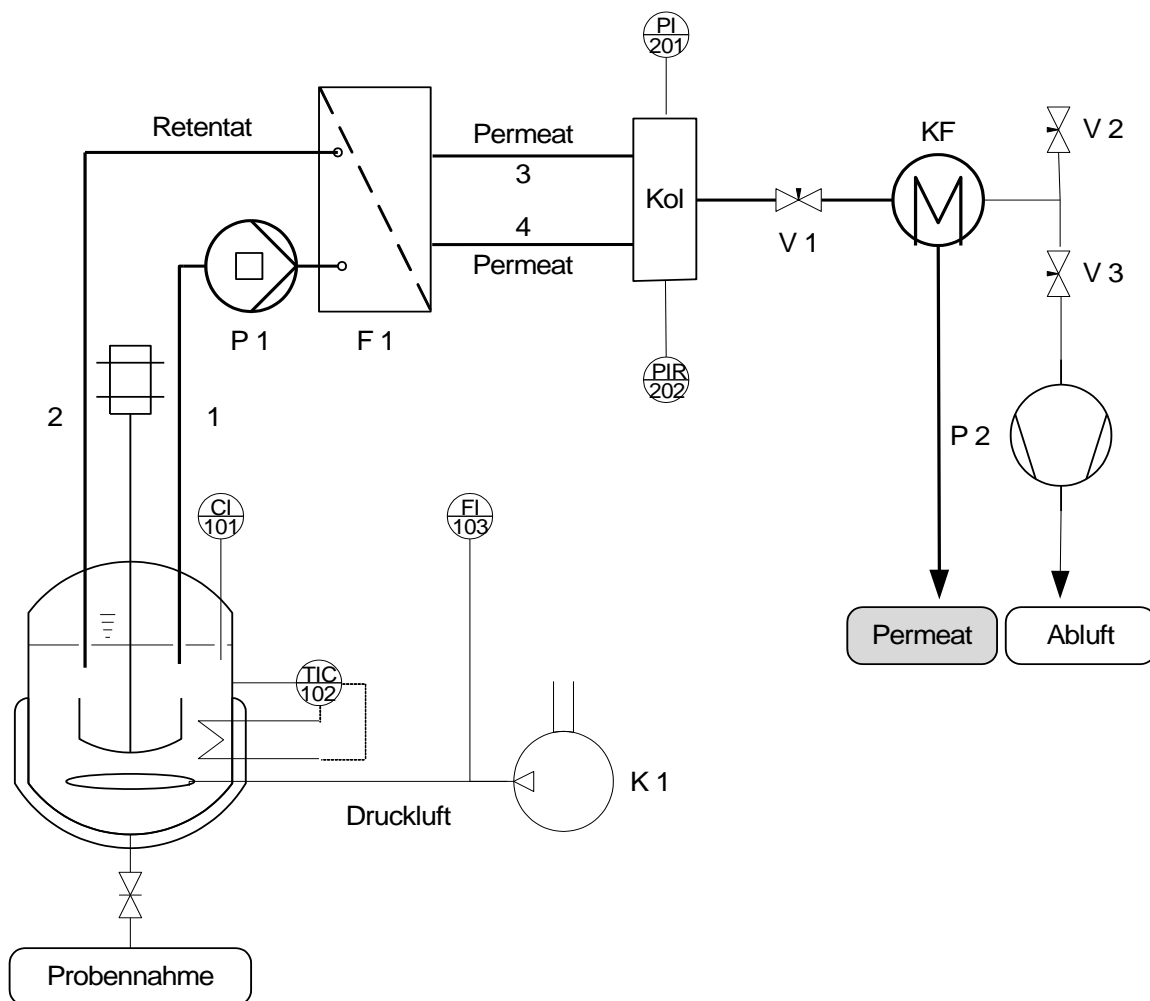 PI
201
Retentat
Permeat
3
4
Permeat
Kol
V 1
KF
V 2
V 3
P 1
F 1
PIR
202
2
1
P 2
CI
101
FI
103
Permeat
Abluft
TIC
102
K 1
Druckluft
Probennahme